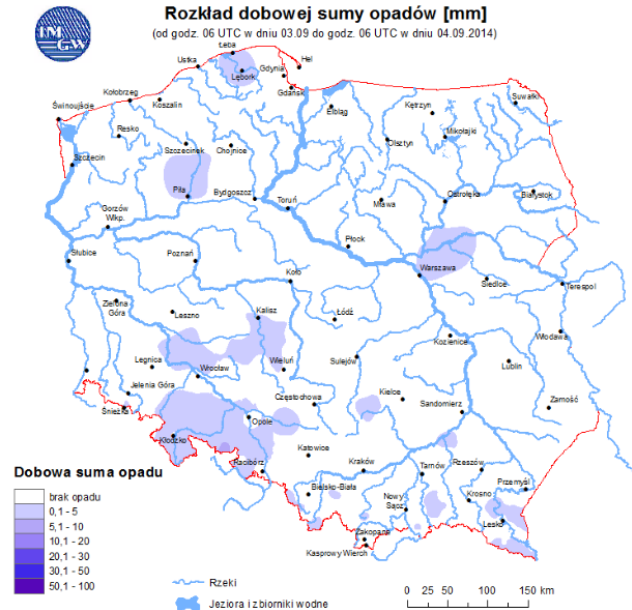 IMGW
Rozkład dobowej sumy opadów [mm]
(od godz. 06 UTC w dniu 03.09 do godz. 06 UTC w dniu 04.09.2014)
Łeba
Hel
Ustka
Gdynia
Lębork
Gdańsk
Kołobrzeg
Koszalin
Świnoujście
Elbląg
Kętrzyn
Suwałki
Resko
Szczecinek
Chojnice
Olsztyn
Mikołajki
Szczecin
Piła
Bydgoszcz
Toruń
Mława
Ostrołęka
Białystok
Gorzów
Wkp.
Płock
Słubice
Poznań
Koło
Warszawa
Siedlce
Terespol
Zielona
Góra
Leszno
Kalisz
Łódź
Kozienice
Włodawa
Legnica
Wrocław
Wieluń
Sulejów
Lublin
Jelenia Góra
Śnieżka
Częstochowa
Kielce
Sandomierz
Zamość
Opole
Kłodzko
Katowice
Racibórz
Kraków
Tarnów
Rzeszów
Bielsko-Biała
Nowy
Sącz
Krosno
Przemyśl
Lesko
Zakopane
Kasprowy Wierch
Dobowa suma opadu
brak opadu
0,1 - 5
5,1 - 10
10,1 - 20
20,1 - 30
30,1 - 50
50,1 - 100
Rzeki
Jeziora i zbiorniki wodne
0 25 50 100 150 km